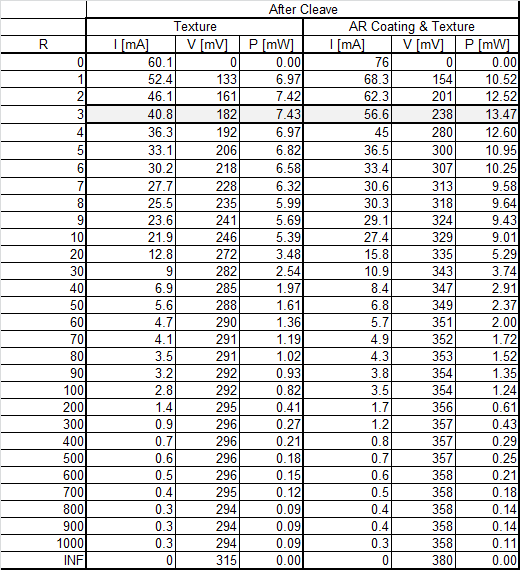 After Cleave
Texture AR Coating & Texture
R I [mA] V [mV] P [mW] I [mA] V [mV] P [mW]
0 60.1 0 0.00 76 0 0.00
1 52.4 133 6.97 68.3 154 10.52
2 46.1 161 7.42 62.3 201 12.52
3 40.8 182 7.43 56.6 238 13.47
4 36.3 192 6.97 45 280 12.60
5 33.1 206 6.82 36.5 300 10.95
6 30.2 218 6.58 33.4 307 10.25
7 27.7 228 6.32 30.6 313 9.58
8 25.5 235 5.99 30.3 318 9.64
9 23.6 241 5.69 29.1 324 9.43
10 21.9 246 5.39 27.4 329 9.01
20 12.8 272 3.48 15.8 335 5.29
30 9 282 2.54 10.9 343 3.74
40 6.9 285 1.97 8.4 347 2.91
50 5.6 288 1.61 6.8 349 2.37
60 4.7 290 1.36 5.7 351 2.00
70 4.1 291 1.19 4.9 352 1.72
80 3.5 291 1.02 4.3 353 1.52
90 3.2 292 0.93 3.8 354 1.35
100 2.8 292 0.82 3.5 354 1.24
200 1.4 295 0.41 1.7 356 0.61
300 0.9 296 0.27 1.2 357 0.43
400 0.7 296 0.21 0.8 357 0.29
500 0.6 296 0.18 0.7 357 0.25
600 0.5 296 0.15 0.6 358 0.21
700 0.4 295 0.12 0.5 358 0.18
800 0.3 294 0.09 0.4 358 0.14
900 0.3 294 0.09 0.4 358 0.14
1000 0.3 294 0.09 0.3 358 0.11
INF 0 315 0.00 0 380 0.00